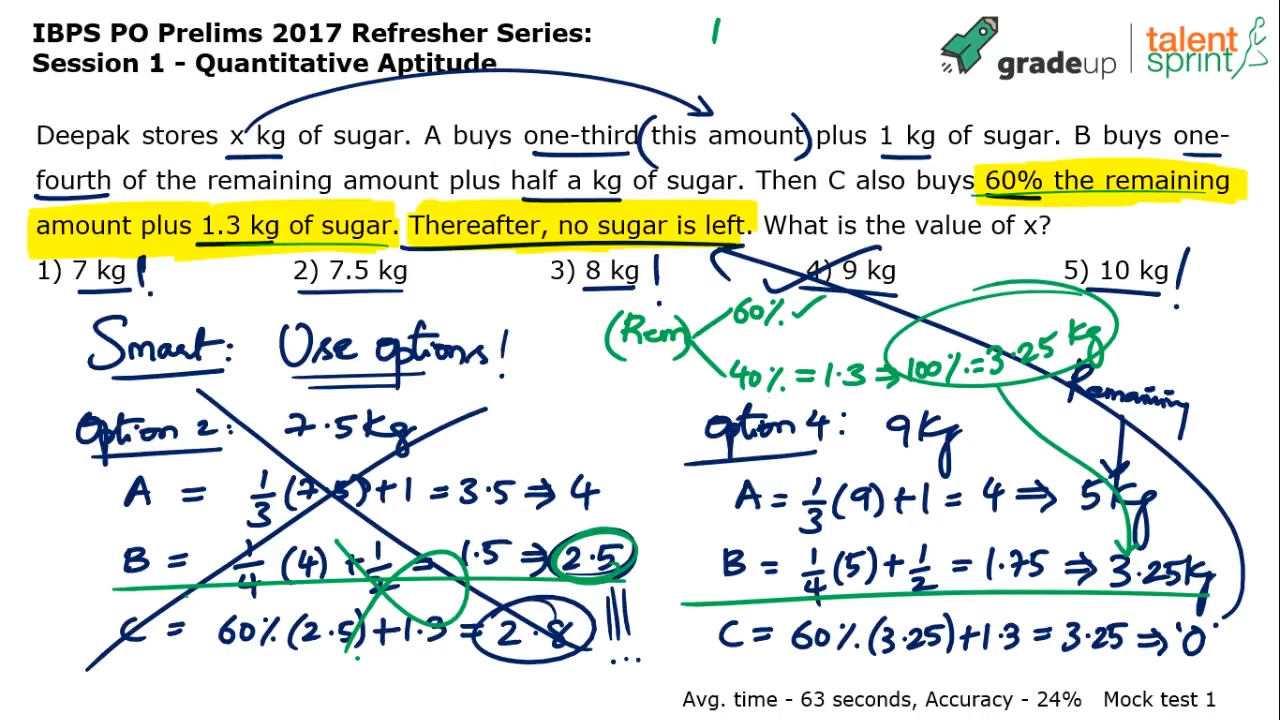 IBPS PO Prelims 2017 Refresher Series:
Session 1 - Quantitative Aptitude
gradeup
talent
sprint
Deepak stores x kg of sugar. A buys one-third (this amount) plus 1 kg of sugar. B buys one-
fourth of the remaining amount plus half a kg of sugar. Then C also buys 60% the remaining
amount plus 1.3 kg of sugar. Thereafter, no sugar is left. What is the value of x?
1) 7 kg ! 2) 7.5 kg 3) 8 kg ! 4) 9 kg 5) 10 kg !
Smart: Use options!
(Rem) 60% ✓
40% = 1.3 ⇒ 100% = 3.25 kg
Remaining
Option 2: 7.5 kg
A = 1/3 (7.5) + 1 = 3.5 ⇒ 4
B = 1/4 (4) + 1/2 = 1.5 ⇒ 2.5
C = 60% (2.5) + 1.3 = 2.8 !!!
...
Option 4: 9 kg
A = 1/3 (9) + 1 = 4 ⇒ 5 kg
B = 1/4 (5) + 1/2 = 1.75 ⇒ 3.25 kg
C = 60% (3.25) + 1.3 = 3.25 ⇒ '0'
Avg. time - 63 seconds, Accuracy - 24% Mock test 1